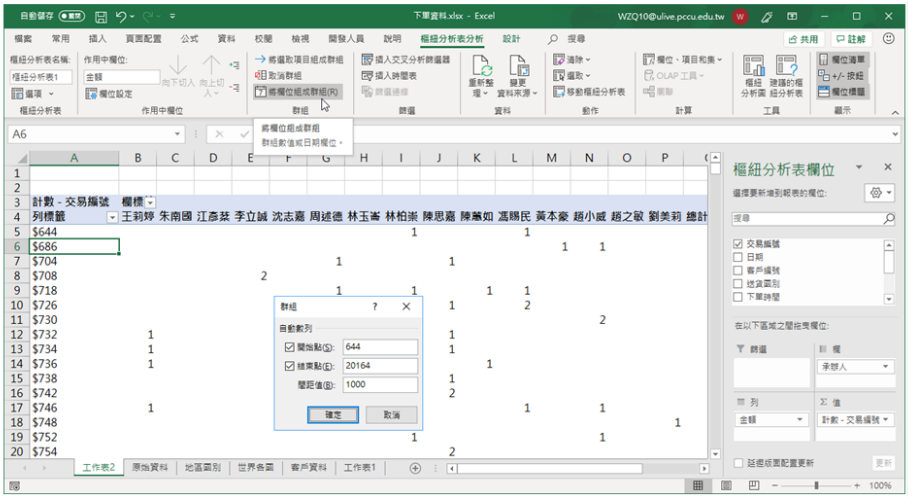 自動儲存
下單資料.xlsx - Excel
WZQ10@ulive.pccu.edu.tw
W
檔案 常用 插入 頁面配置 公式 資料 校閱 檢視 開發人員 說明 樞紐分析表分析 設計 搜尋 共用 註解
樞紐分析表名稱: 作用中欄位:
樞紐分析表1 金額
選項 欄位設定
向下切入 向上切入
將選取項目組成群組
取消群組
將欄位組成群組(R)
插入交叉分析篩選器
插入時間表
篩選連線
重新整理 變更資料來源
清除
選取
移動樞紐分析表
欄位、項目和集
OLAP 工具
關聯
樞紐分析圖 建議的樞紐分析表
欄位清單
+/- 按鈕
欄位標題
樞紐分析表 作用中欄位 群組 篩選 資料 動作 計算 工具 顯示
將欄位組成群組
群組數值或日期欄位。
A6
A B C D E F G H I J K L M N O P
1
2
3 計數 - 交易編號 欄標
4 列標籤 王莉婷 朱南國 江彥棻 李立誠 沈志嘉 周述德 林玉崙 林柏崇 陳思嘉 陳蕙如 馮賜民 黃本豪 趙小威 趙之敏 劉美莉 總計
5 $644 1 1
6 $686 1 1
7 $704 1 1
8 $708 2
9 $718 1 1 1 1
10 $726 1 2
11 $730 2
12 $732 1 1
13 $734 1 1
14 $736 1 1
15 $738 1
16 $742 2
17 $746 1 1 1
18 $748 1
19 $752 1 1
20 $754 2
群組 ? ×
自動數列
開始點(S): 644
結束點(E): 20164
間距值(B): 1000
確定 取消
樞紐分析表欄位
選擇要新增到報表的欄位:
搜尋
交易編號
日期
客戶編號
送貨國別
下單時間
在以下區域之間拖曳欄位:
篩選 欄
承辦人
列 Σ 值
金額 計數 - 交易編號
延遲版面配置更新 更新
工作表2 原始資料 地區國別 世界各國 客戶資料 工作表1
100%